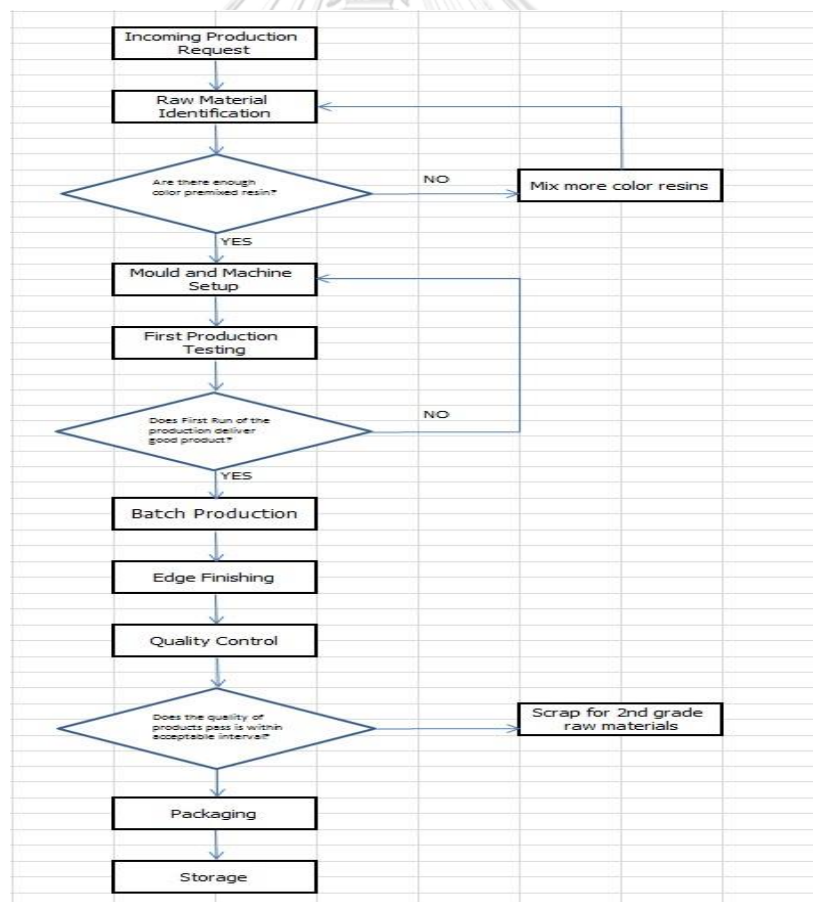 Incoming Production
Request
Raw Material
Identification
Are there enough
color premixed resin?
NO
Mix more color resins
YES
Mould and Machine
Setup
First Production
Testing
Does First Run of the
production deliver
good product?
NO
YES
Batch Production
Edge Finishing
Quality Control
Does the quality of
products pass is within
acceptable interval?
Scrap for 2nd grade
raw materials
Packaging
Storage